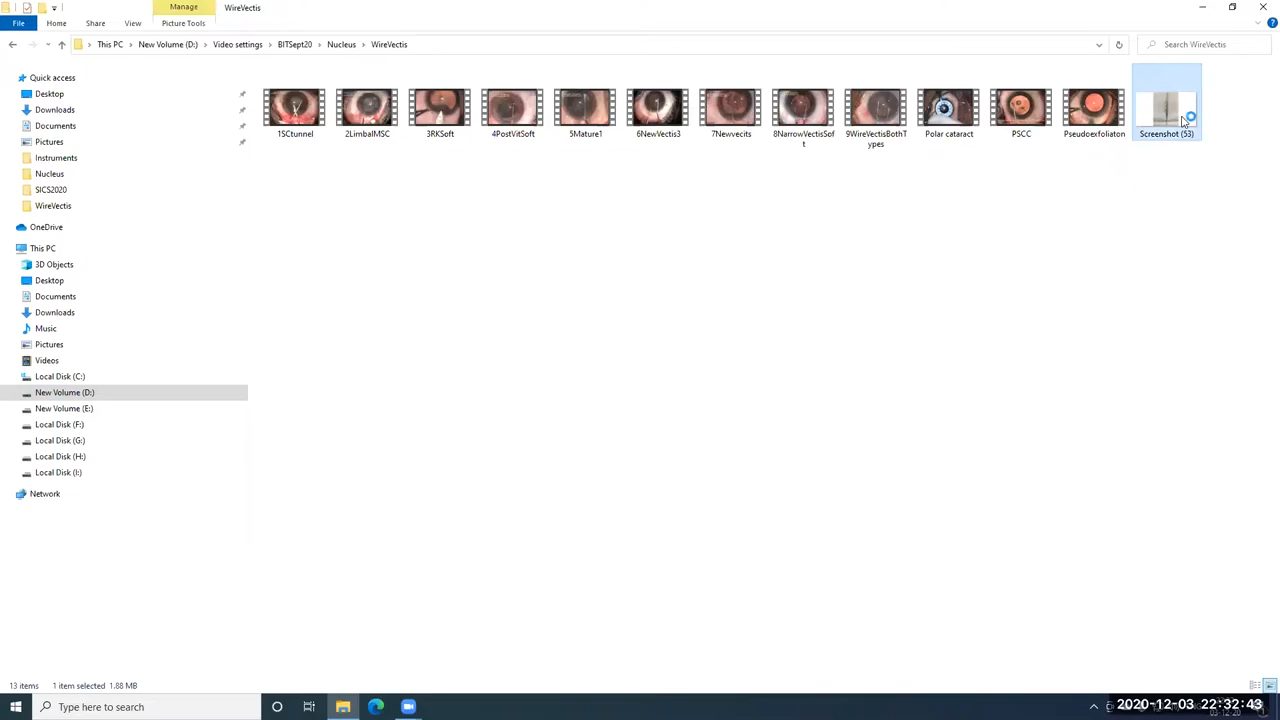 Manage
WireVectis
File
Home
Share
View
Picture Tools
This PC
New Volume (D:)
Video settings
BITSept20
Nucleus
WireVectis
Search WireVectis
Quick access
Desktop
Downloads
Documents
Pictures
Instruments
Nucleus
SICS2020
WireVectis
OneDrive
This PC
3D Objects
Desktop
Documents
Downloads
Music
Pictures
Videos
Local Disk (C:)
New Volume (D:)
New Volume (E:)
Local Disk (F:)
Local Disk (G:)
Local Disk (H:)
Local Disk (I:)
Network
1SCtunnel
2LimbalMSC
3RKSoft
4PostVitSoft
5Mature1
6NewVectis3
7Newvecits
8NarrowVectisSof
t
9WireVectisBothT
ypes
Polar cataract
PSCC
Pseudoexfoliaton
Screenshot (53)
13 items
1 item selected 1.88 MB
Type here to search
2020-12-03 22:32:43